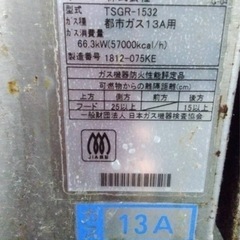 型式 TSGR-1532
ガス種 都市ガス13A用
ガス消費量
66.3kW(57000kcal/h)
製造番号 1812-075KE
ガス機器防火性能評定品
可燃物からの離隔距離(cm)
上方 側方 前方 後方
フード 25以上 15以上
一般財団法人 日本ガス機器検査協会
JIA
13A